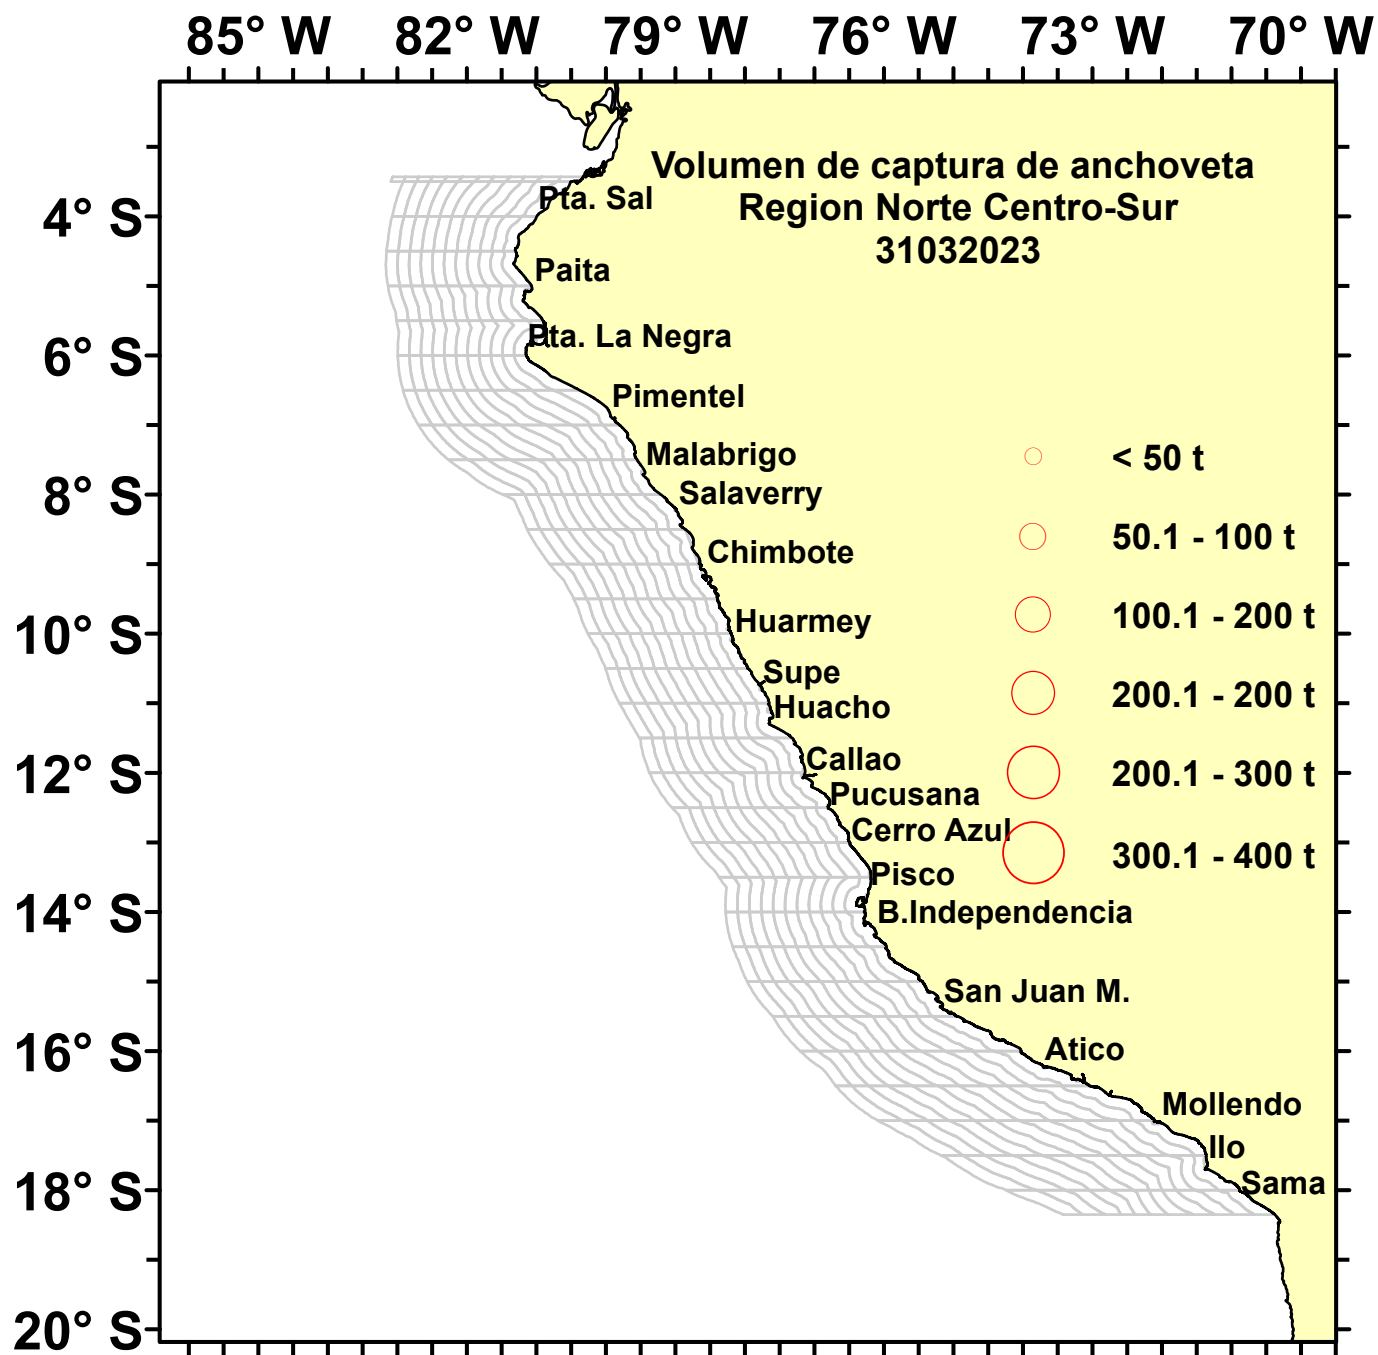 85° W 82° W 79° W 76° W 73° W 70° W
Volumen de captura de anchoveta
Region Norte Centro-Sur
31032023
4° S
6° S
8° S
10° S
12° S
14° S
16° S
18° S
20° S
Pta. Sal
Paita
Pta. La Negra
Pimentel
Malabrigo
Salaverry
Chimbote
Huarmey
Supe
Huacho
Callao
Pucusana
Cerro Azul
Pisco
B.Independencia
San Juan M.
Atico
Mollendo
Ilo
Sama
< 50 t
50.1 - 100 t
100.1 - 200 t
200.1 - 200 t
200.1 - 300 t
300.1 - 400 t